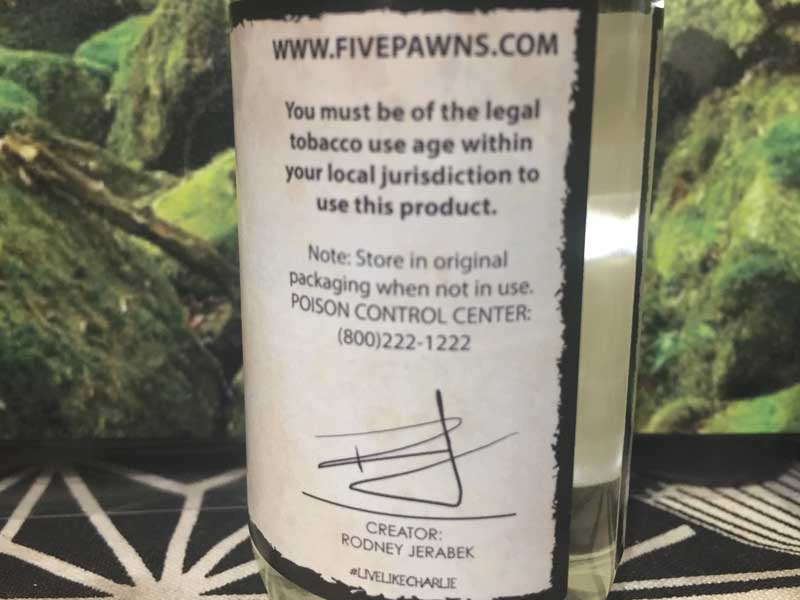 WWW.FIVEPAWNS.COM
You must be of the legal
tobacco use age within
your local jurisdiction to
use this product.
Note: Store in original
packaging when not in use.
POISON CONTROL CENTER:
(800)222-1222
CREATOR:
RODNEY JERABEK
#LIVELIKECHARLIE